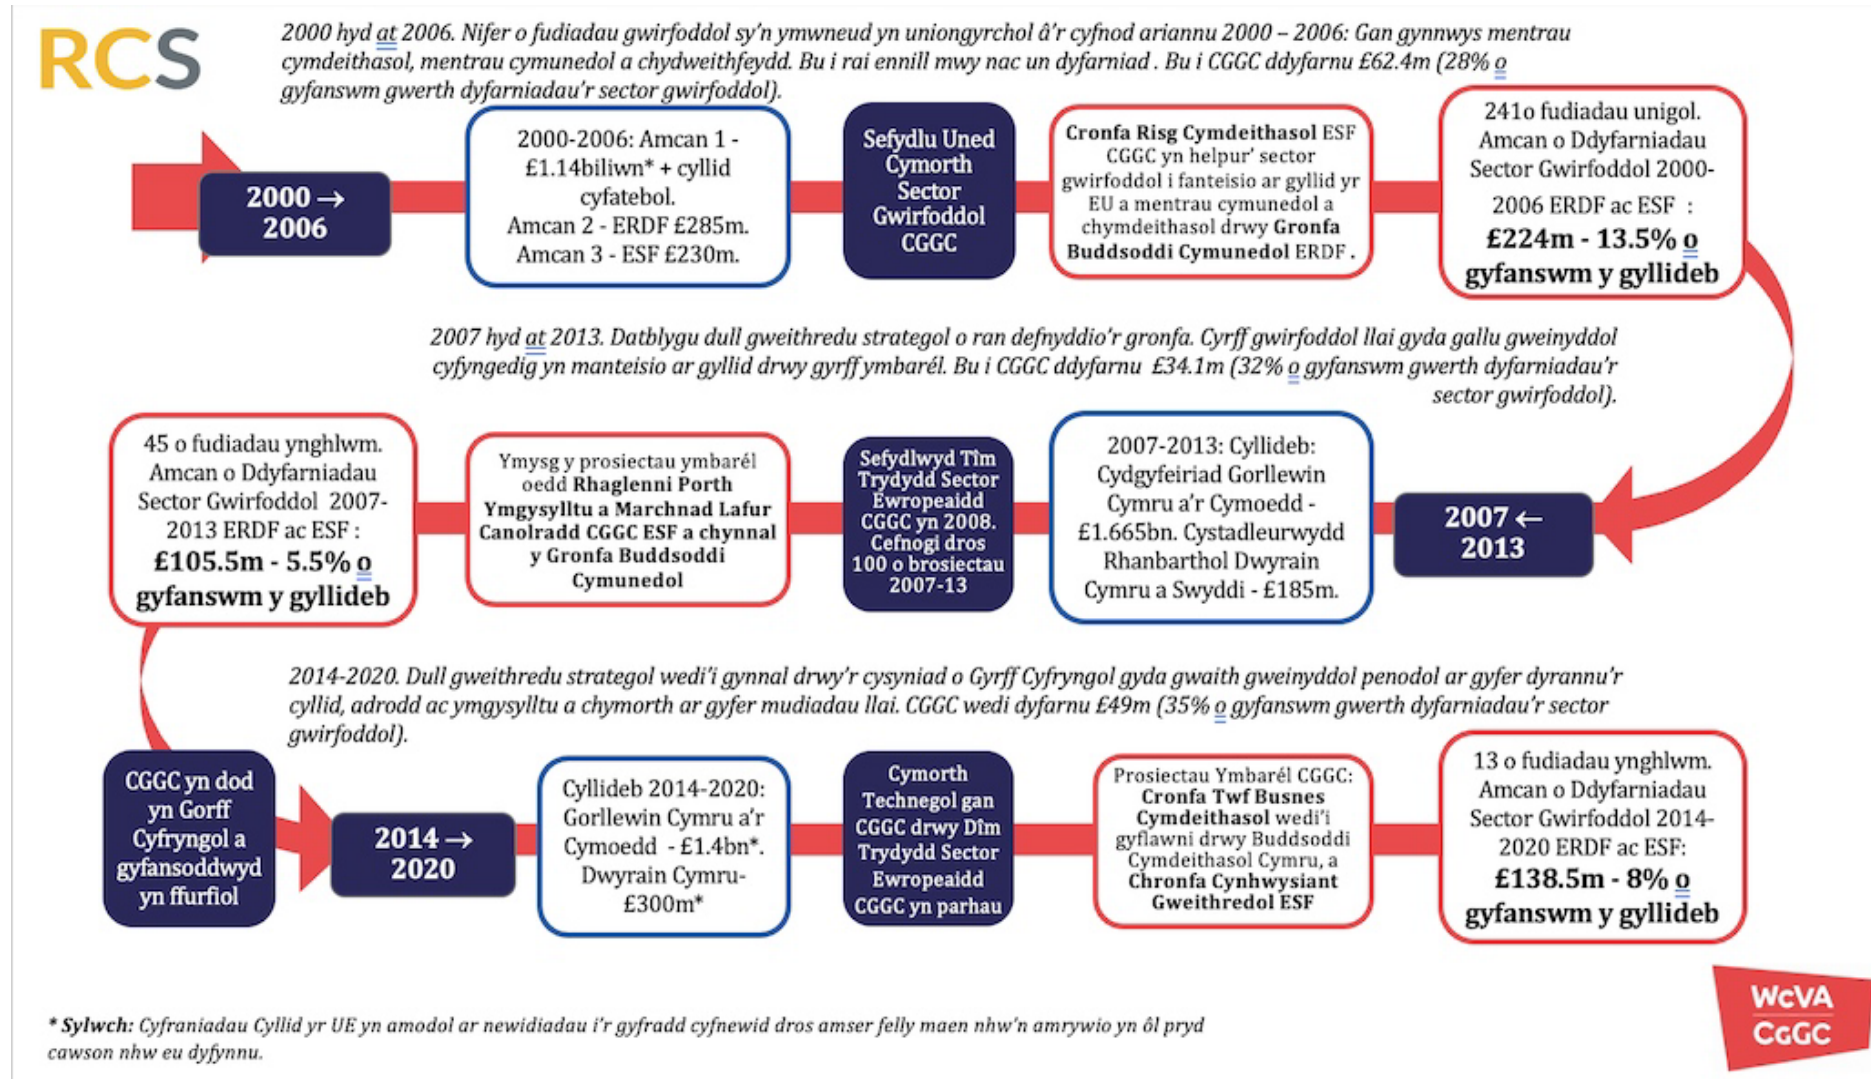 RCS
2000 hyd at 2006. Nifer o fudiadau gwirfoddol sy'n ymwneud yn uniongyrchol â'r cyfnod ariannu 2000 – 2006: Gan gynnwys mentrau
cymdeithasol, mentrau cymunedol a chydweithfeydd. Bu i rai ennill mwy nac un dyfarniad . Bu i CGGC ddyfarnu £62.4m (28% o
gyfanswm gwerth dyfarniadau'r sector gwirfoddol).
2000 →
2006
2000-2006: Amcan 1 -
£1.14biliwn* + cyllid
cyfatebol.
Amcan 2 - ERDF £285m.
Amcan 3 - ESF £230m.
Sefydlu Uned
Cymorth
Sector
Gwirfoddol
CGGC
Cronfa Risg Cymdeithasol ESF
CGGC yn helpur' sector
gwirfoddol i fanteisio ar gyllid yr
EU a mentrau cymunedol a
chymdeithasol drwy Gronfa
Buddsoddi Cymunedol ERDF .
241o fudiadau unigol.
Amcan o Ddyfarniadau
Sector Gwirfoddol 2000-
2006 ERDF ac ESF :
£224m - 13.5% o
gyfanswm y gyllideb
2007 hyd at 2013. Datblygu dull gweithredu strategol o ran defnyddio'r gronfa. Cyrff gwirfoddol llai gyda gallu gweinyddol
cyfyngedig yn manteisio ar gyllid drwy gyrff ymbarél. Bu i CGGC ddyfarnu £34.1m (32% o gyfanswm gwerth dyfarniadau'r
sector gwirfoddol).
2007 ←
2013
2007-2013: Cyllideb:
Cydgyfeiriad Gorllewin
Cymru a'r Cymoedd -
£1.665bn. Cystadleurwydd
Rhanbarthol Dwyrain
Cymru a Swyddi - £185m.
Sefydlwyd Tîm
Trydydd Sector
Ewropeaidd
CGGC yn 2008.
Cefnogi dros
100 o brosiectau
2007-13
Ymysg y prosiectau ymbarél
oedd Rhaglenni Porth
Ymgysylltu a Marchnad Lafur
Canolradd CGGC ESF a chynnal
y Gronfa Buddsoddi
Cymunedol
45 o fudiadau ynghlwm.
Amcan o Ddyfarniadau
Sector Gwirfoddol 2007-
2013 ERDF ac ESF :
£105.5m - 5.5% o
gyfanswm y gyllideb
2014-2020. Dull gweithredu strategol wedi'i gynnal drwy'r cysyniad o Gyrff Cyfryngol gyda gwaith gweinyddol penodol ar gyfer dyrannu'r
cyllid, adrodd ac ymgysylltu a chymorth ar gyfer mudiadau llai. CGGC wedi dyfarnu £49m (35% o gyfanswm gwerth dyfarniadau'r sector
gwirfoddol).
CGGC yn dod
yn Gorff
Cyfryngol a
gyfansoddwyd
yn ffurfiol
2014 →
2020
Cyllideb 2014-2020:
Gorllewin Cymru a'r
Cymoedd - £1.4bn*.
Dwyrain Cymru-
£300m*
Cymorth
Technegol gan
CGGC drwy Dîm
Trydydd Sector
Ewropeaidd
CGGC yn parhau
Prosiectau Ymbarél CGGC:
Cronfa Twf Busnes
Cymdeithasol wedi'i
gyflawni drwy Buddsoddi
Cymdeithasol Cymru, a
Chronfa Cynhwysiant
Gweithredol ESF
13 o fudiadau ynghlwm.
Amcan o Ddyfarniadau
Sector Gwirfoddol 2014-
2020 ERDF ac ESF:
£138.5m - 8% o
gyfanswm y gyllideb
* Sylwch: Cyfraniadau Cyllid yr UE yn amodol ar newidiadau i'r gyfradd cyfnewid dros amser felly maen nhw'n amrywio yn ôl pryd
cawson nhw eu dyfynnu.
WCVA
CGGC